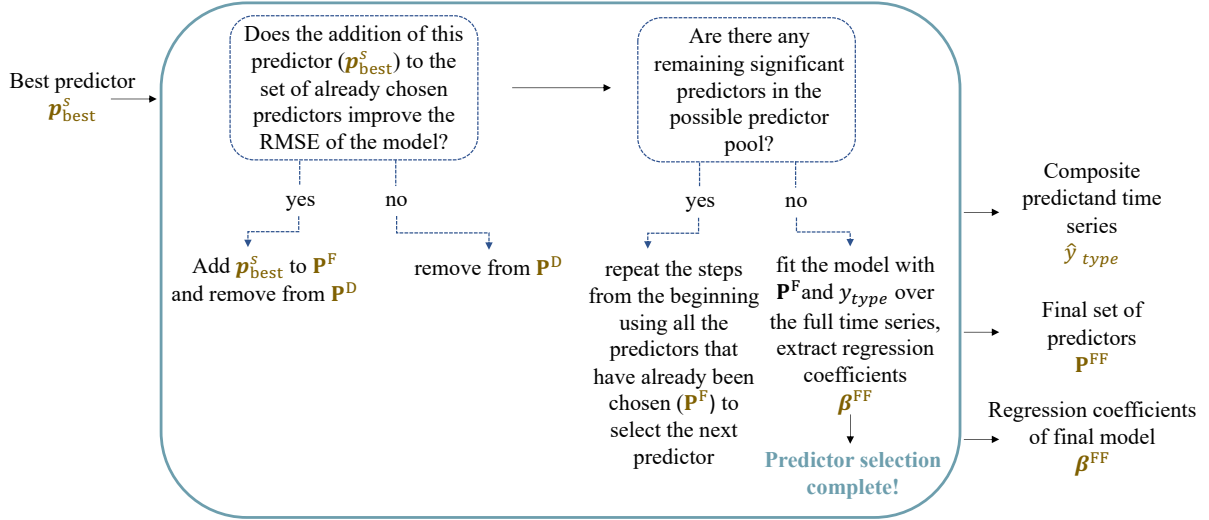 Best predictor
p^s_best
Does the addition of this
predictor (p^s_best) to the
set of already chosen
predictors improve the
RMSE of the model?
yes
no
Add p^s_best to P^F
and remove from P^D
remove from P^D
Are there any
remaining significant
predictors in the
possible predictor
pool?
yes
no
repeat the steps
from the beginning
using all the
predictors that
have already been
chosen (P^F) to
select the next
predictor
fit the model with
P^F and y_type over
the full time series,
extract regression
coefficients
β^FF
Predictor selection
complete!
Composite
predictand time
series
ŷ_type
Final set of
predictors
P^FF
Regression coefficients
of final model
β^FF